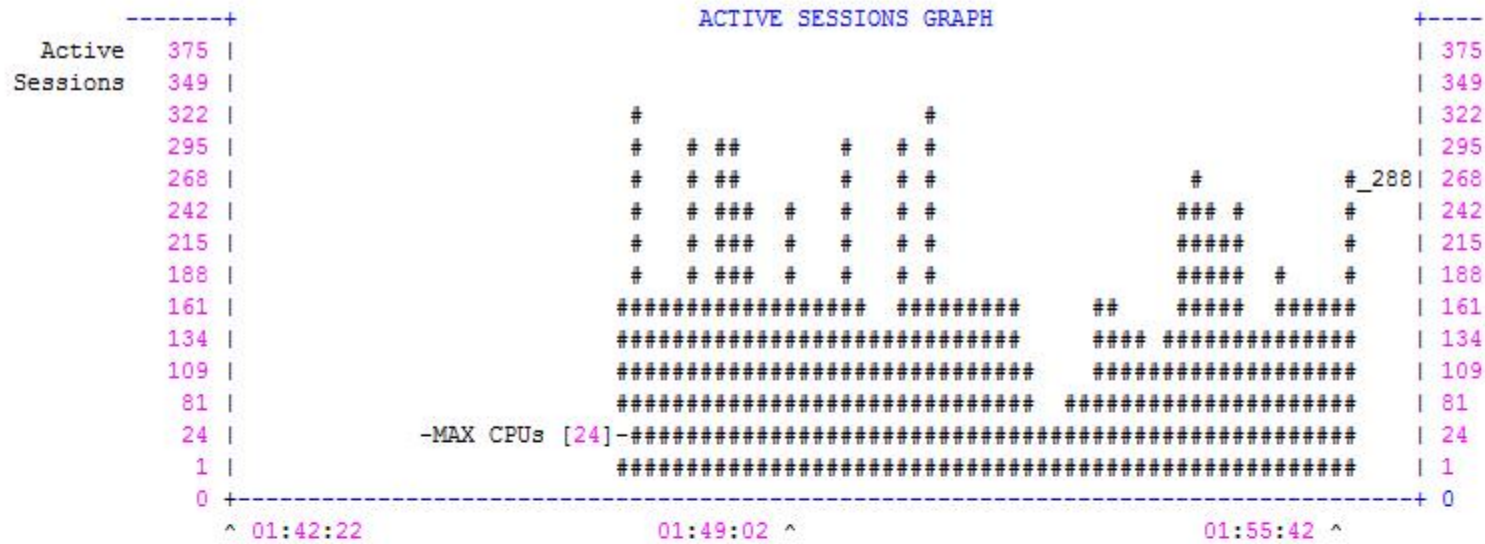 -------+ ACTIVE SESSIONS GRAPH +----
Active 375 | | 375
Sessions 349 | | 349
322 | # # | 322
295 | # # ## # # # | 295
268 | # # ## # # # # #_288| 268
242 | # # ### # # # # ### # # | 242
215 | # # ### # # # # ##### # | 215
188 | # # ### # # # # ##### # # | 188
161 | ################## ######### ## ##### ###### | 161
134 | ############################# #### ############## | 134
109 | ############################## ################### | 109
81 | ############################## ##################### | 81
24 | -MAX CPUs [24]-#################################################### | 24
1 | ##################################################### | 1
0 +------------------------------------------------------------------------------------+ 0
^ 01:42:22 01:49:02 ^ 01:55:42 ^